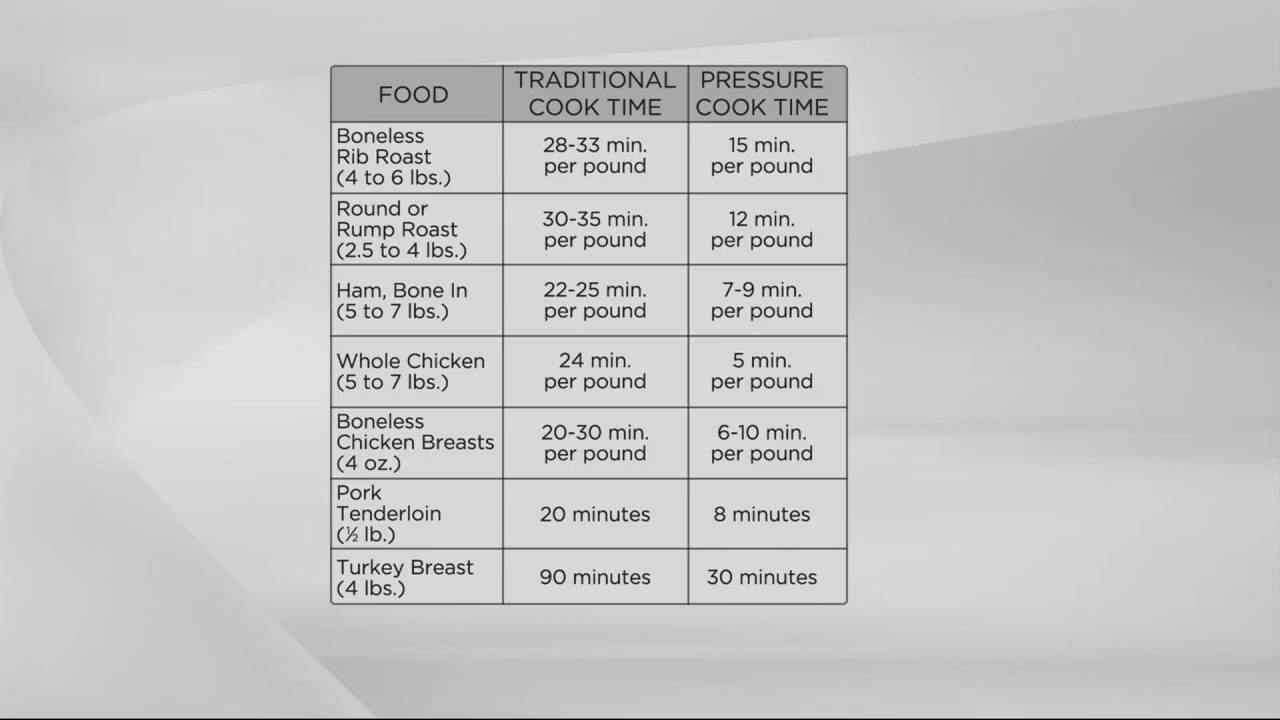 FOOD
TRADITIONAL
COOK TIME
PRESSURE
COOK TIME
Boneless
Rib Roast
(4 to 6 lbs.)
28-33 min.
per pound
15 min.
per pound
Round or
Rump Roast
(2.5 to 4 lbs.)
30-35 min.
per pound
12 min.
per pound
Ham, Bone In
(5 to 7 lbs.)
22-25 min.
per pound
7-9 min.
per pound
Whole Chicken
(5 to 7 lbs.)
24 min.
per pound
5 min.
per pound
Boneless
Chicken Breasts
(4 oz.)
20-30 min.
per pound
6-10 min.
per pound
Pork
Tenderloin
(½ lb.)
20 minutes
8 minutes
Turkey Breast
(4 lbs.)
90 minutes
30 minutes